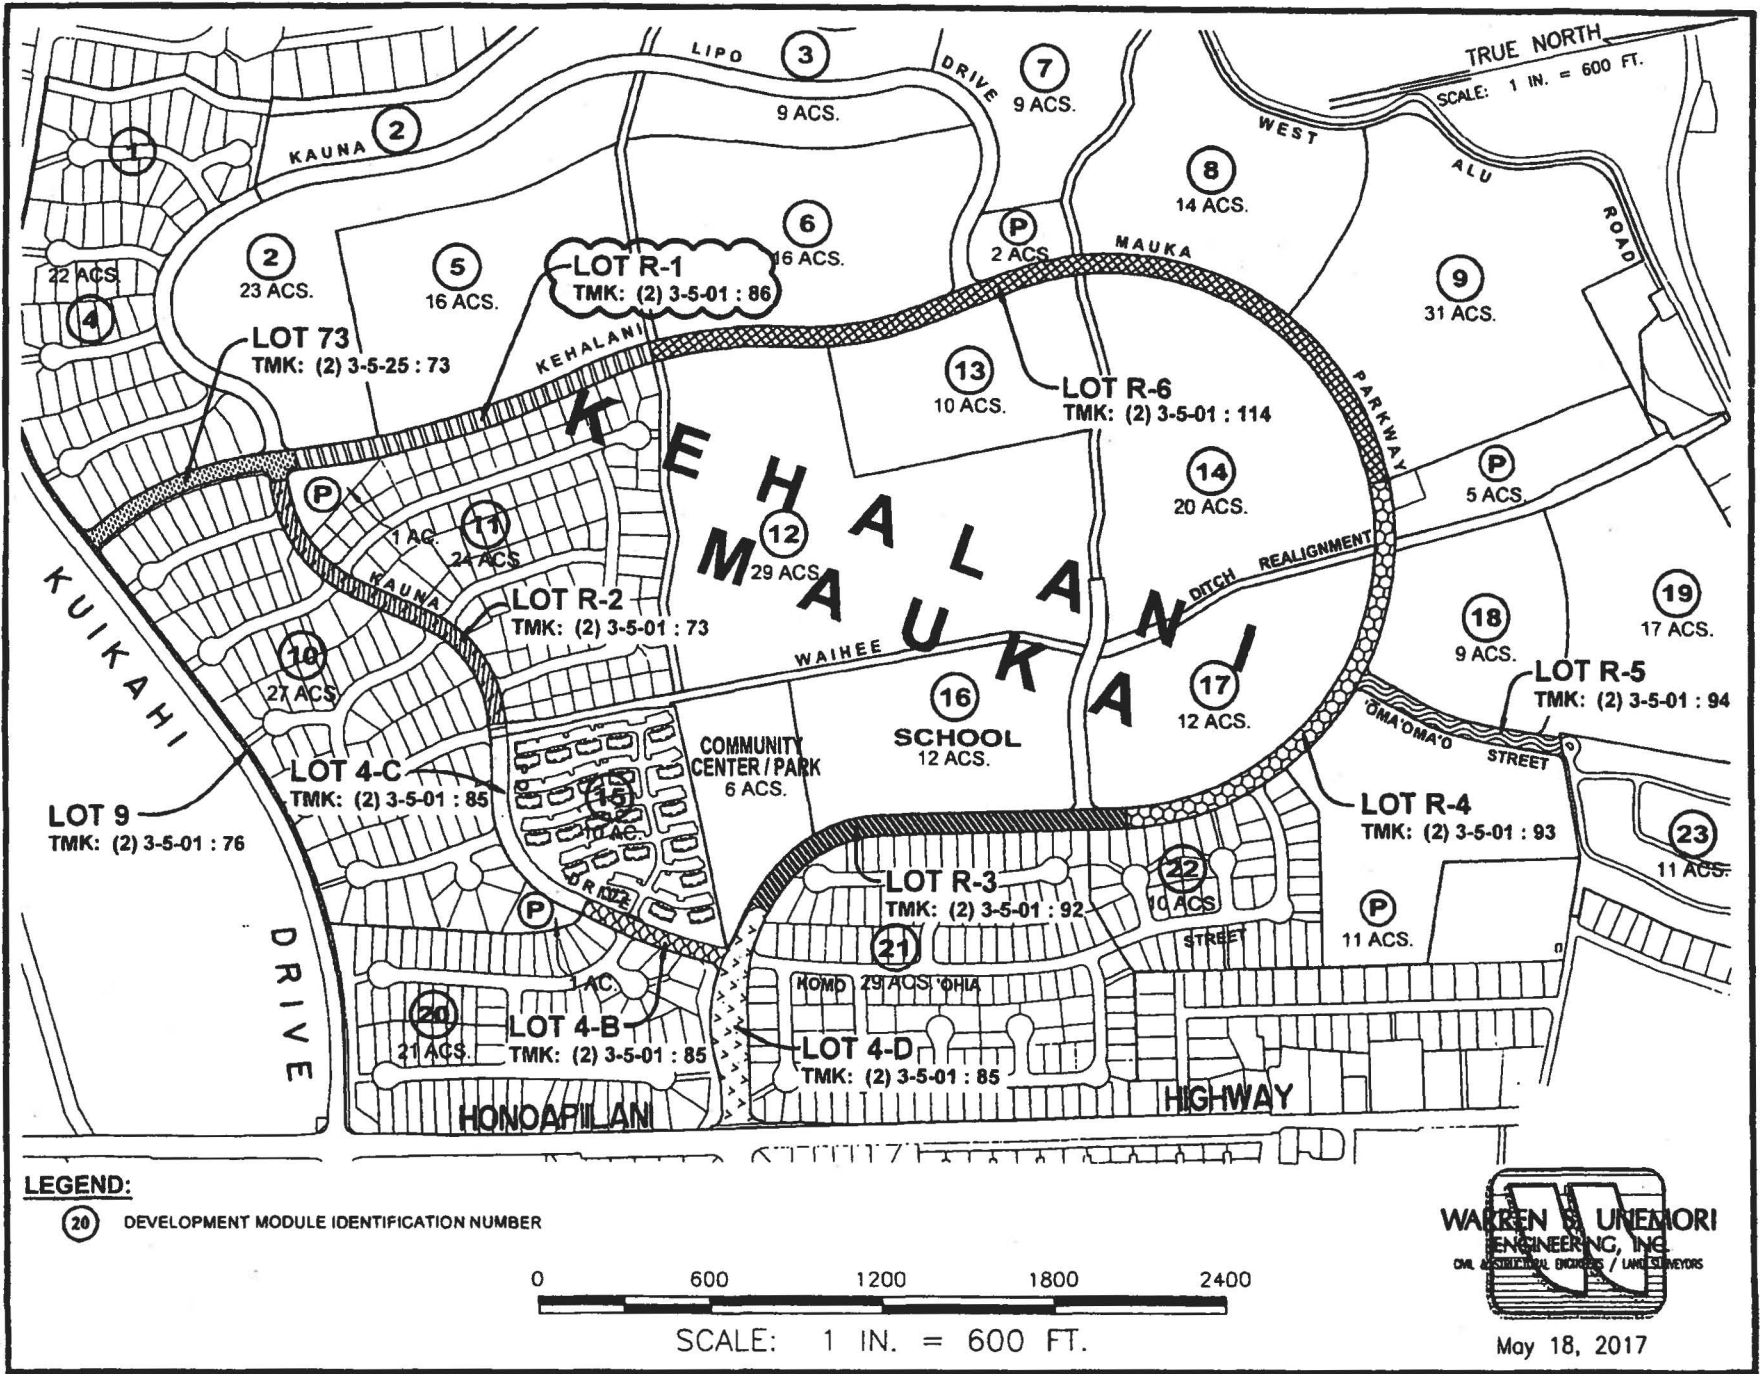 TRUE NORTH
SCALE: 1 IN. = 600 FT.
LIPO
DRIVE
3
9 ACS.
7
9 ACS.
WEST
ALU
ROAD
KAUNA
2
1
8
14 ACS.
P
2 ACS.
MAUKA
6
16 ACS.
2
23 ACS.
5
16 ACS.
LOT R-1
TMK: (2) 3-5-01 : 86
22 ACS.
4
9
31 ACS.
LOT 73
TMK: (2) 3-5-25 : 73
KEHALANI
13
10 ACS.
LOT R-6
TMK: (2) 3-5-01 : 114
PARKWAY
KEHALANI
MAUKA
14
20 ACS.
P
5 ACS.
P
1 AC.
11
24 ACS.
12
29 ACS.
DITCH
REALIGNMENT
KAUNA
LOT R-2
TMK: (2) 3-5-01 : 73
KUIKAHI
10
27 ACS.
WAIHEE
18
9 ACS.
19
17 ACS.
16
SCHOOL
12 ACS.
17
12 ACS.
LOT R-5
TMK: (2) 3-5-01 : 94
'OMA'OMA'O
STREET
COMMUNITY
CENTER / PARK
6 ACS.
LOT 4-C
TMK: (2) 3-5-01 : 85
15
10 AC.
LOT 9
TMK: (2) 3-5-01 : 76
LOT R-4
TMK: (2) 3-5-01 : 93
23
11 ACS.
DRIVE
P
LOT R-3
TMK: (2) 3-5-01 : 92
22
10 ACS.
P
11 ACS.
DRIVE
21
29 ACS.
KOMO
'OHIA
STREET
1 AC.
20
21 ACS.
LOT 4-B
TMK: (2) 3-5-01 : 85
LOT 4-D
TMK: (2) 3-5-01 : 85
HONOAPIILANI
HIGHWAY
LEGEND:
20 DEVELOPMENT MODULE IDENTIFICATION NUMBER
WARREN S. UNEMORI
ENGINEERING, INC.
CIVIL & STRUCTURAL ENGINEERS / LAND SURVEYORS
0 600 1200 1800 2400
SCALE: 1 IN. = 600 FT.
May 18, 2017